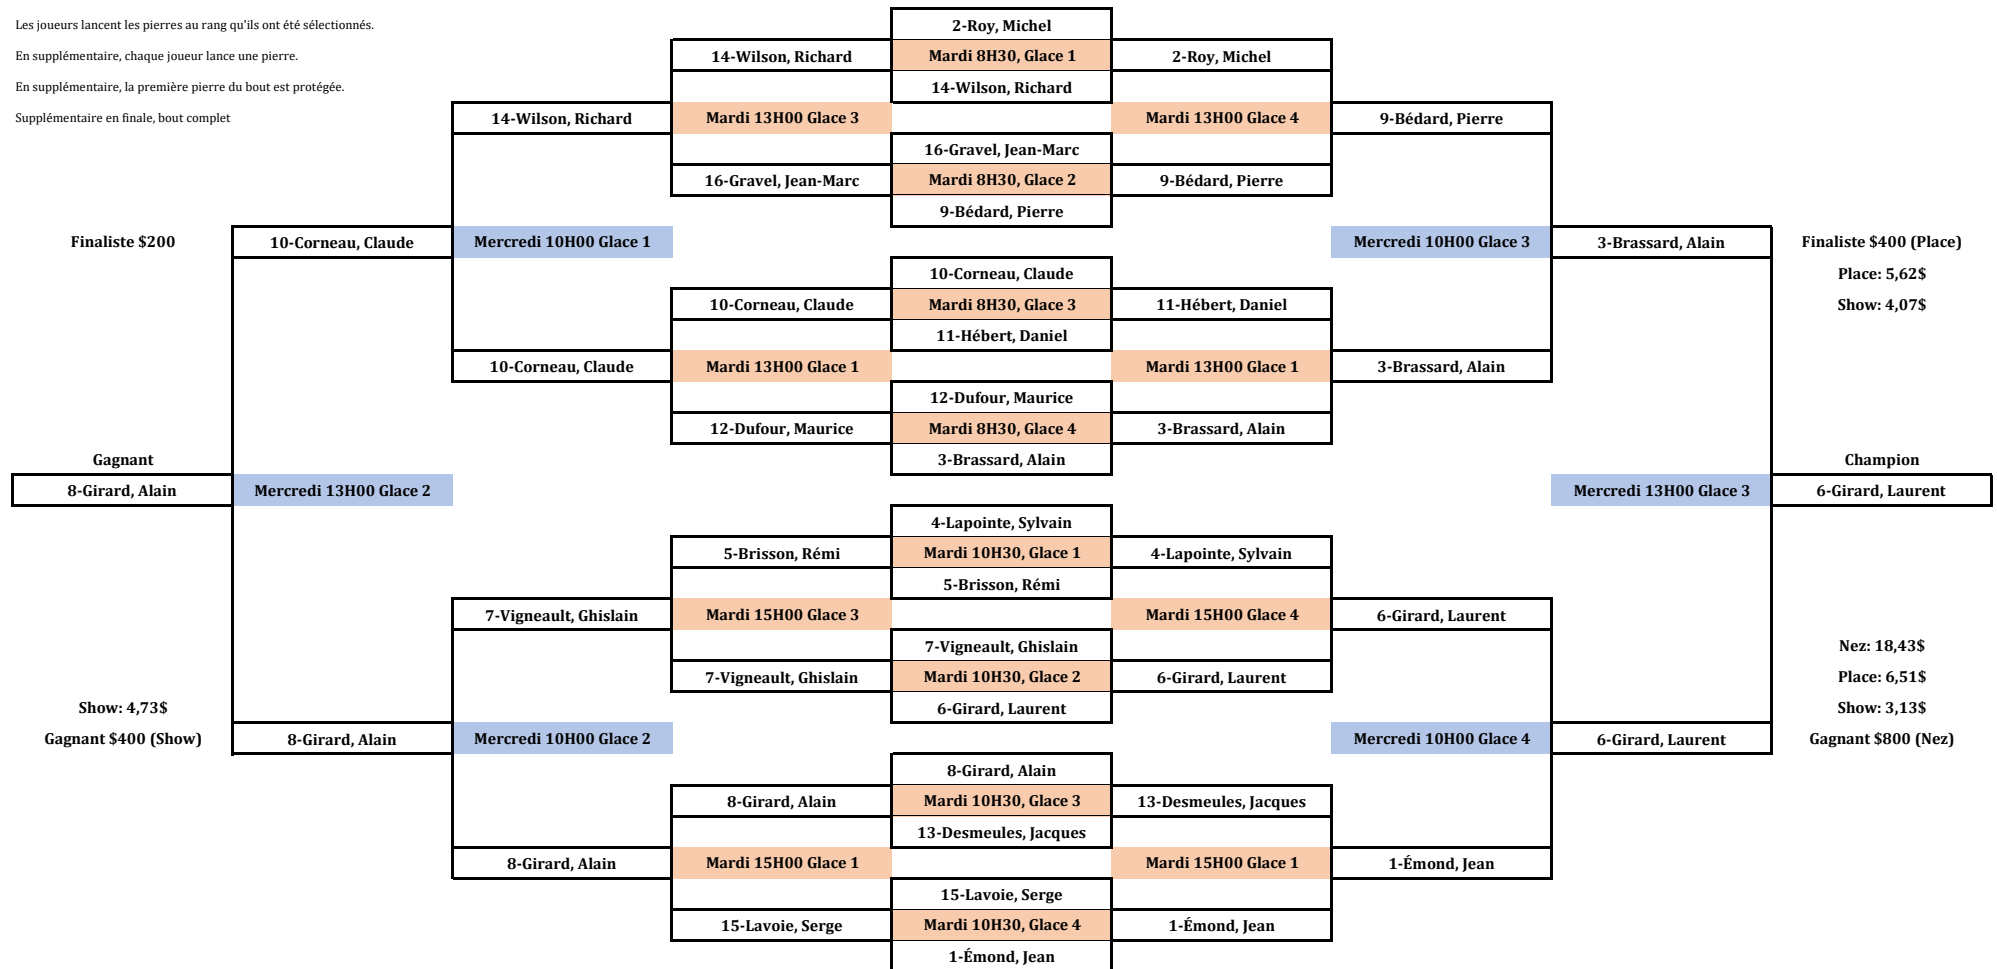 Les joueurs lancent les pierres au rang qu'ils ont été sélectionnés.
2-Roy, Michel
En supplémentaire, chaque joueur lance une pierre.
14-Wilson, Richard
Mardi 8H30, Glace 1
2-Roy, Michel
En supplémentaire, la première pierre du bout est protégée.
14-Wilson, Richard
Supplémentaire en finale, bout complet
14-Wilson, Richard
Mardi 13H00 Glace 3
Mardi 13H00 Glace 4
9-Bédard, Pierre
16-Gravel, Jean-Marc
16-Gravel, Jean-Marc
Mardi 8H30, Glace 2
9-Bédard, Pierre
9-Bédard, Pierre
Finaliste $200
10-Corneau, Claude
Mercredi 10H00 Glace 1
Mercredi 10H00 Glace 3
3-Brassard, Alain
Finaliste $400 (Place)
10-Corneau, Claude
Place: 5,62$
10-Corneau, Claude
Mardi 8H30, Glace 3
11-Hébert, Daniel
Show: 4,07$
11-Hébert, Daniel
10-Corneau, Claude
Mardi 13H00 Glace 1
Mardi 13H00 Glace 1
3-Brassard, Alain
12-Dufour, Maurice
12-Dufour, Maurice
Mardi 8H30, Glace 4
3-Brassard, Alain
Gagnant
3-Brassard, Alain
Champion
8-Girard, Alain
Mercredi 13H00 Glace 2
Mercredi 13H00 Glace 3
6-Girard, Laurent
4-Lapointe, Sylvain
5-Brisson, Rémi
Mardi 10H30, Glace 1
4-Lapointe, Sylvain
5-Brisson, Rémi
7-Vigneault, Ghislain
Mardi 15H00 Glace 3
Mardi 15H00 Glace 4
6-Girard, Laurent
7-Vigneault, Ghislain
Nez: 18,43$
7-Vigneault, Ghislain
Mardi 10H30, Glace 2
6-Girard, Laurent
Place: 6,51$
Show: 4,73$
6-Girard, Laurent
Show: 3,13$
Gagnant $400 (Show)
8-Girard, Alain
Mercredi 10H00 Glace 2
Mercredi 10H00 Glace 4
6-Girard, Laurent
Gagnant $800 (Nez)
8-Girard, Alain
8-Girard, Alain
Mardi 10H30, Glace 3
13-Desmeules, Jacques
13-Desmeules, Jacques
8-Girard, Alain
Mardi 15H00 Glace 1
Mardi 15H00 Glace 1
1-Émond, Jean
15-Lavoie, Serge
15-Lavoie, Serge
Mardi 10H30, Glace 4
1-Émond, Jean
1-Émond, Jean